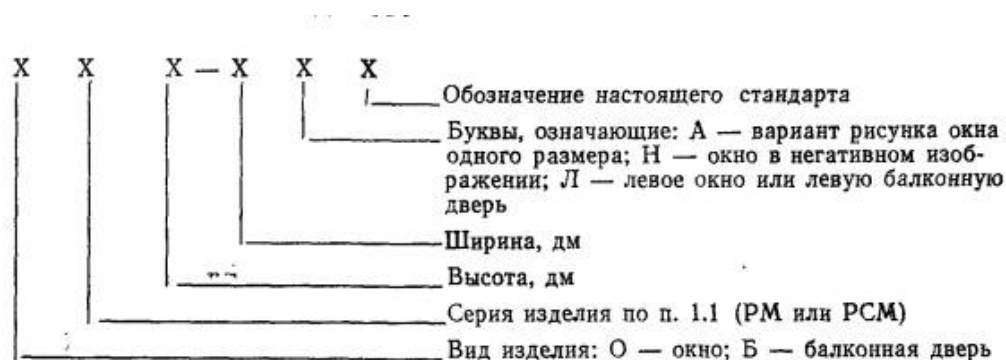 X X X — X X X
Обозначение настоящего стандарта
Буквы, означающие: А — вариант рисунка окна
одного размера; Н — окно в негативном изоб-
ражении; Л — левое окно или левую балконную
дверь
Ширина, дм
Высота, дм
Серия изделия по п. 1.1 (РМ или РСМ)
Вид изделия: О — окно; Б — балконная дверь